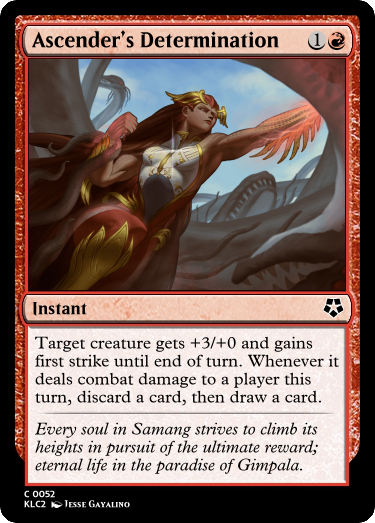 Ascender's Determination 1
Instant
Target creature gets +3/+0 and gains
first strike until end of turn. Whenever it
deals combat damage to a player this
turn, discard a card, then draw a card.
Every soul in Samang strives to climb its
heights in pursuit of the ultimate reward;
eternal life in the paradise of Gimpala.
C 0052
KLC2 Jesse Gayalino